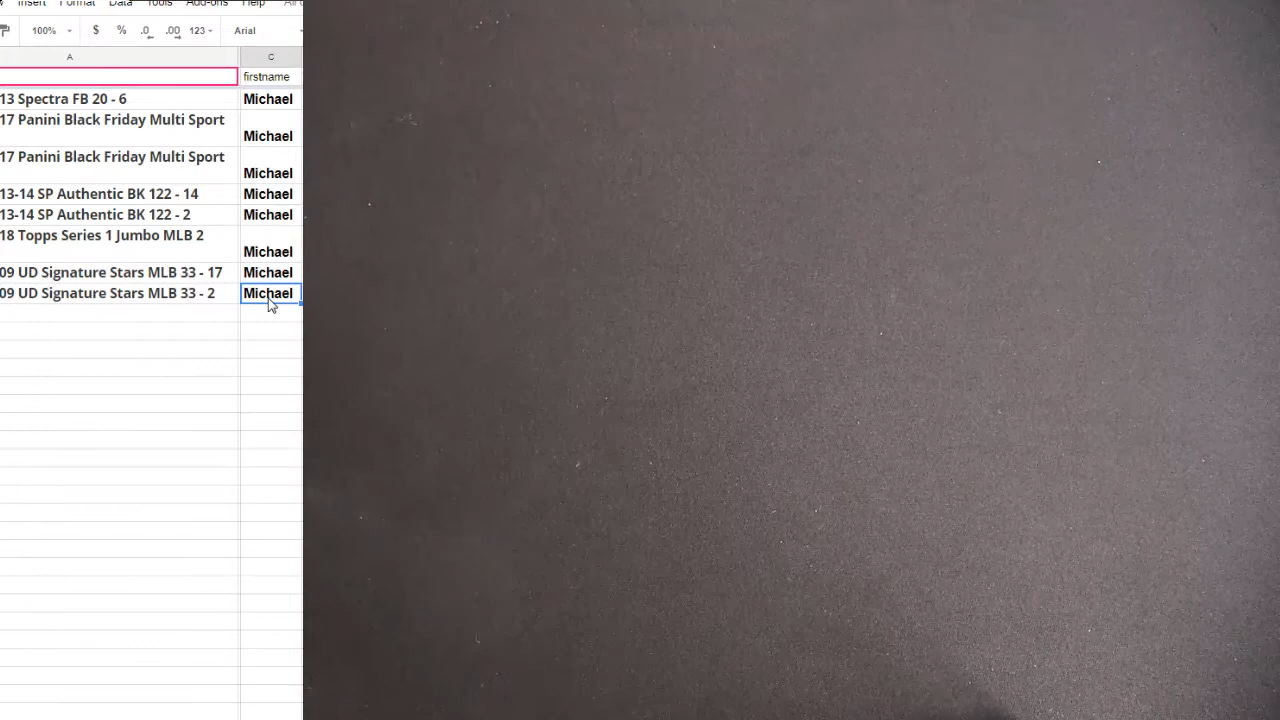 Insert Format Data Tools Add-ons Help
100% $ % .0 .00 123 Arial
A C
firstname
13 Spectra FB 20 - 6 Michael
17 Panini Black Friday Multi Sport
Michael
17 Panini Black Friday Multi Sport
Michael
13-14 SP Authentic BK 122 - 14 Michael
13-14 SP Authentic BK 122 - 2 Michael
18 Topps Series 1 Jumbo MLB 2
Michael
09 UD Signature Stars MLB 33 - 17 Michael
09 UD Signature Stars MLB 33 - 2 Michael